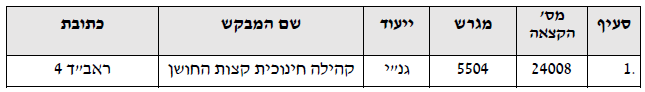 סעיף מס' הקצאה מגרש ייעוד שם המבקש כתובת
1. 24008 5504 גנ"י קהילה חינוכית קצות החושן ראב"ד 4